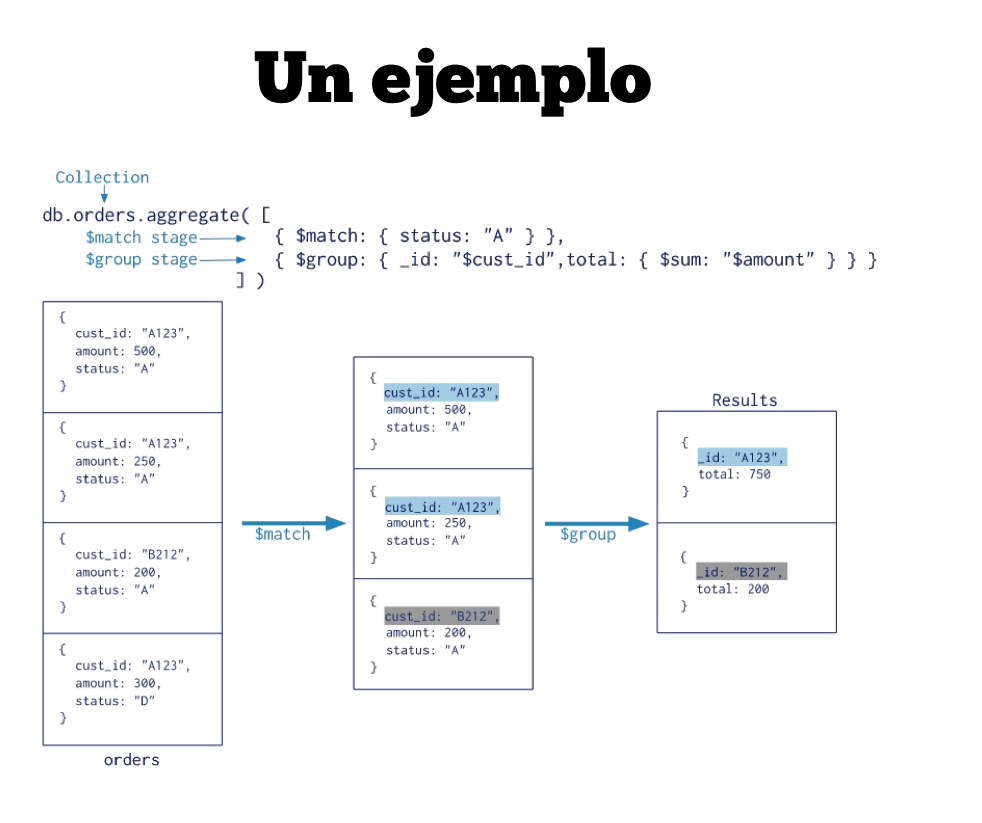 Un ejemplo
Collection
db.orders.aggregate( [
$match stage { $match: { status: "A" } },
$group stage { $group: { _id: "$cust_id",total: { $sum: "$amount" } } }
] )
{
cust_id: "A123",
amount: 500,
status: "A"
}
{
cust_id: "A123",
amount: 250,
status: "A"
}
{
cust_id: "B212",
amount: 200,
status: "A"
}
{
cust_id: "A123",
amount: 300,
status: "D"
}
orders
$match
{
cust_id: "A123",
amount: 500,
status: "A"
}
{
cust_id: "A123",
amount: 250,
status: "A"
}
{
cust_id: "B212",
amount: 200,
status: "A"
}
$group
Results
{
_id: "A123",
total: 750
}
{
_id: "B212",
total: 200
}